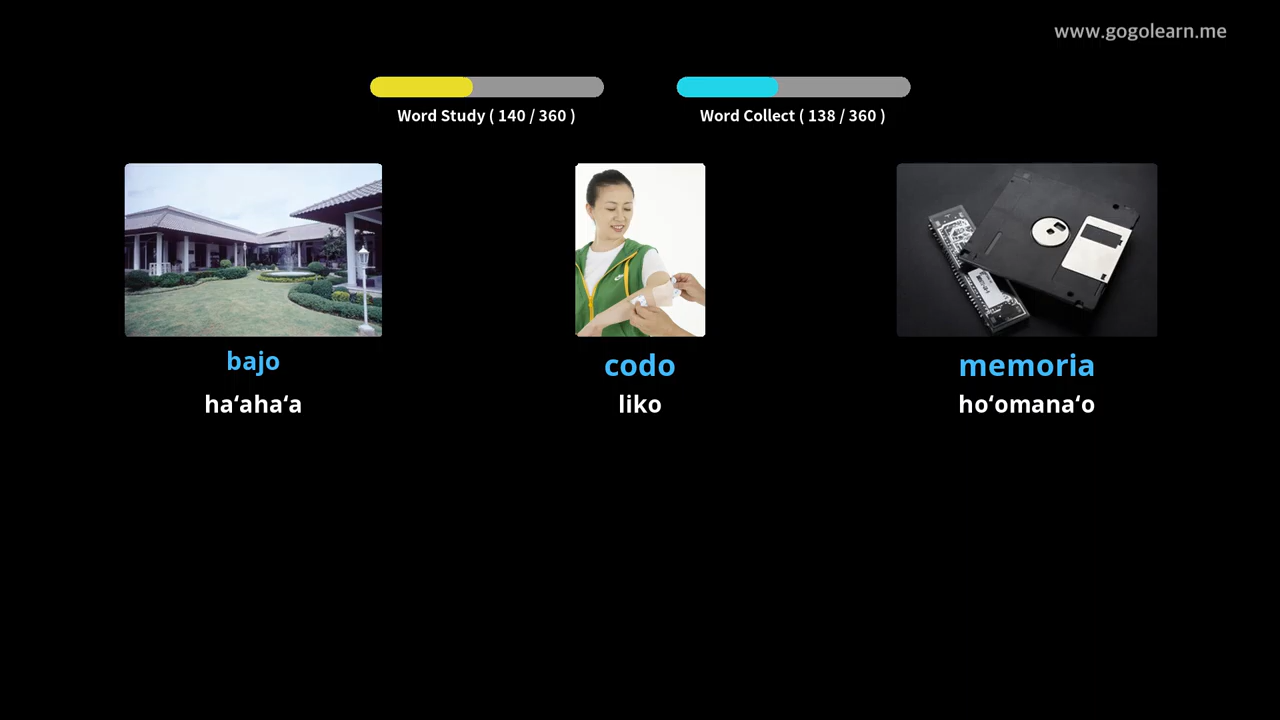 www.gogolearn.me
Word Study ( 140 / 360 )
Word Collect ( 138 / 360 )
bajo
haʻahaʻa
codo
liko
memoria
hoʻomanaʻo